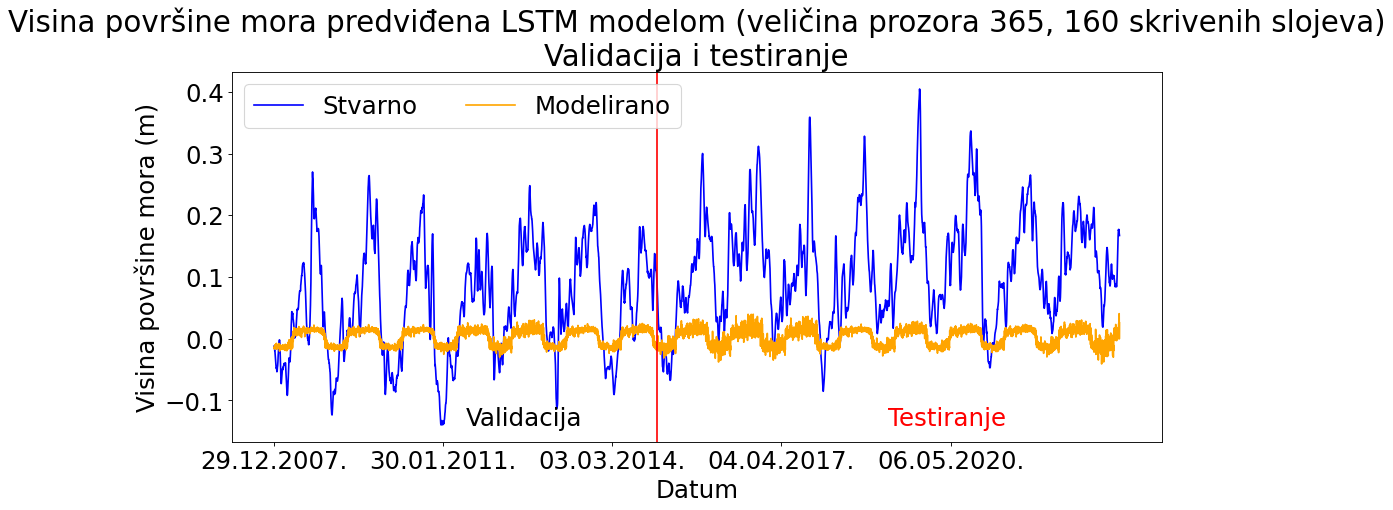 Visina površine mora predviđena LSTM modelom (veličina prozora 365, 160 skrivenih slojeva)
Validacija i testiranje
Stvarno
Modelirano
Visina površine mora (m)
0.4
0.3
0.2
0.1
0.0
−0.1
Validacija
Testiranje
29.12.2007.
30.01.2011.
03.03.2014.
04.04.2017.
06.05.2020.
Datum